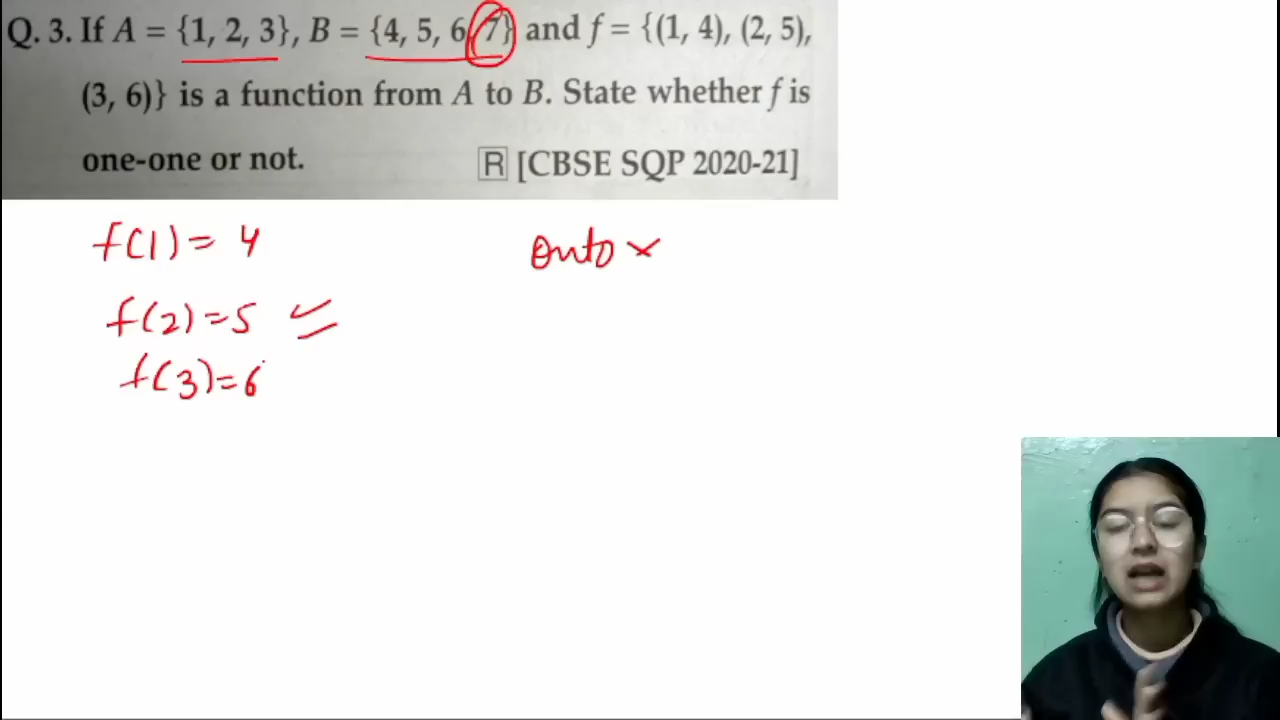 Q. 3. If A = {1, 2, 3}, B = {4, 5, 6, 7} and f = {(1, 4), (2, 5),
(3, 6)} is a function from A to B. State whether f is
one-one or not. R [CBSE SQP 2020-21]
f(1) = 4
onto ×
f(2) = 5
f(3) = 6